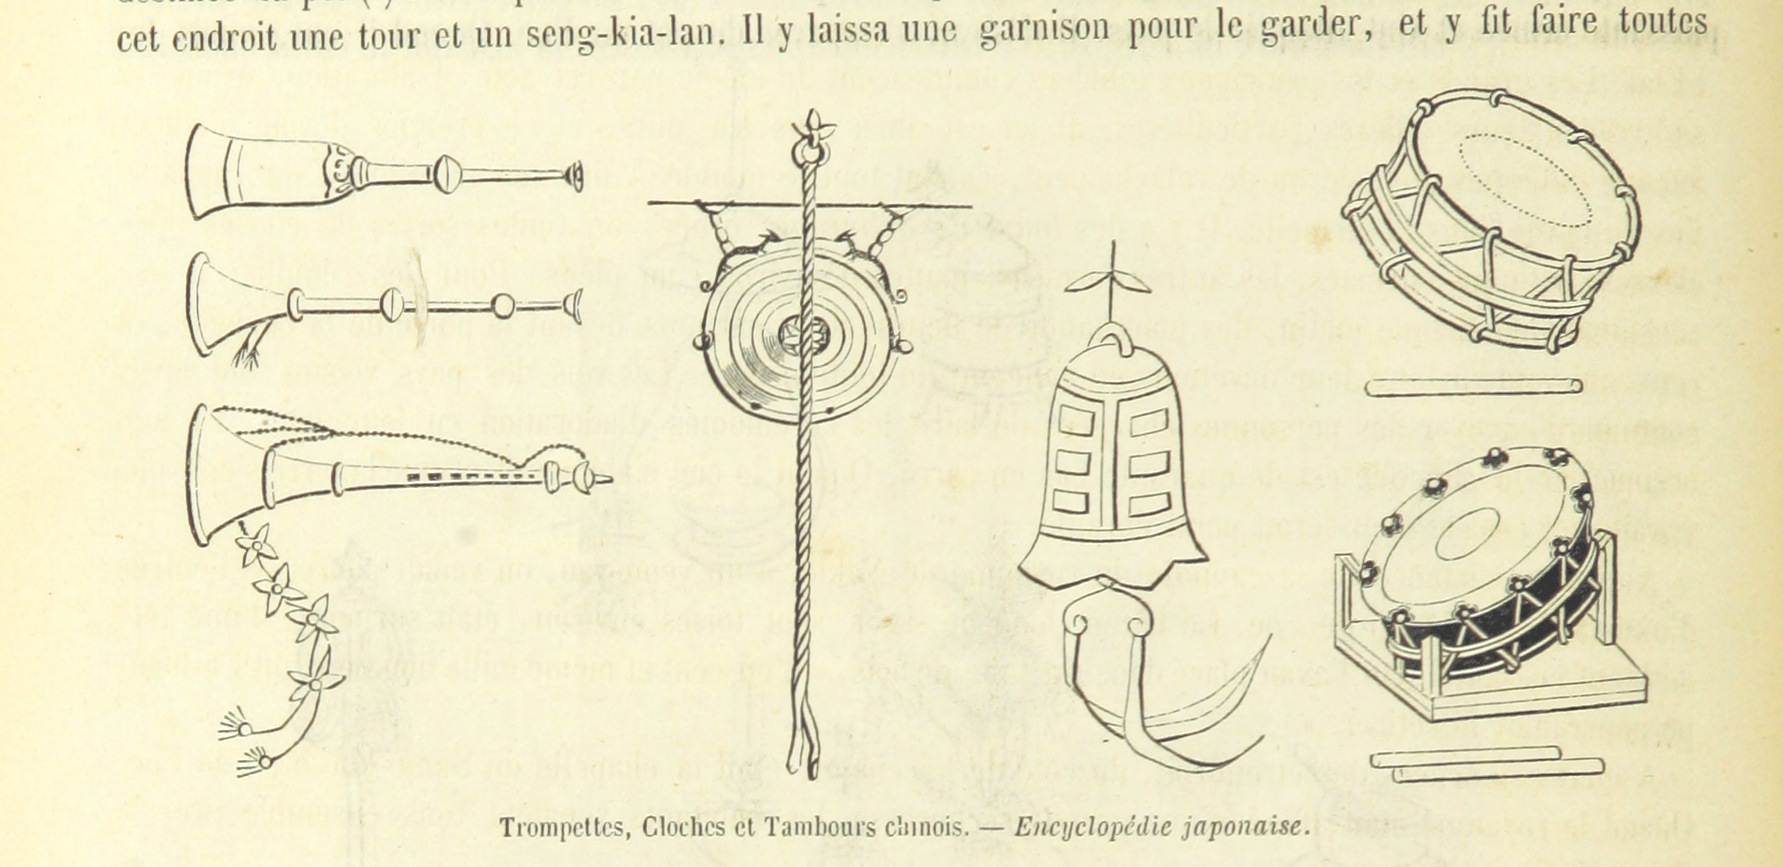 cet endroit une tour et un seng-kia-lan. Il y laissa une garnison pour le garder, et y fit faire toutes
Trompettes, Cloches et Tambours chinois. — Encyclopédie japonaise.